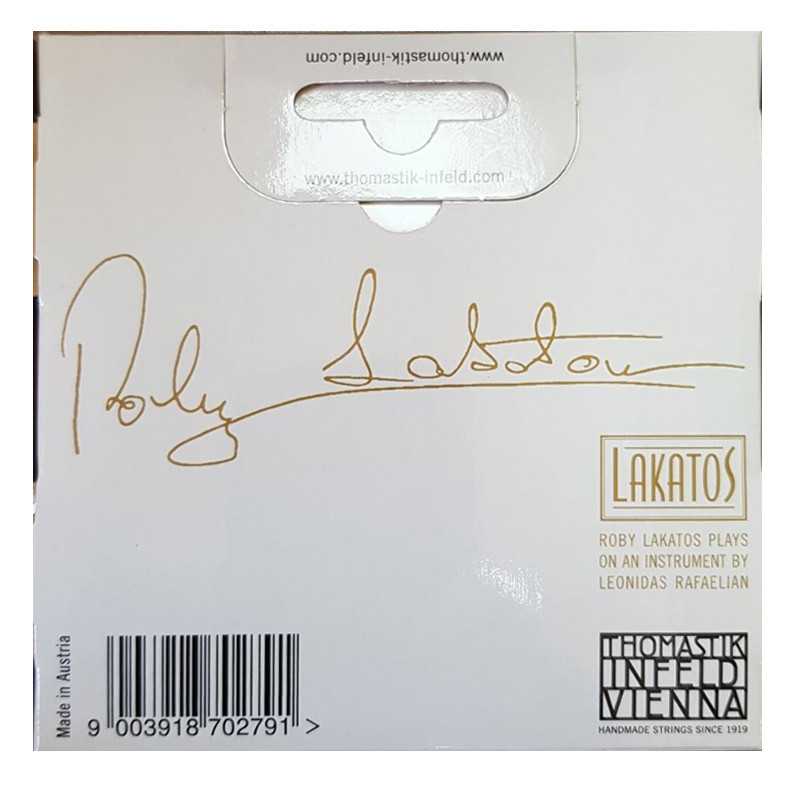 www.thomastik-infeld.com
www.thomastik-infeld.com
Roby Lakatos
LAKATOS
ROBY LAKATOS PLAYS
ON AN INSTRUMENT BY
LEONIDAS RAFAELIAN
Made in Austria
9 003918 702791 >
THOMASTIK
INFELD
VIENNA
HANDMADE STRINGS SINCE 1919